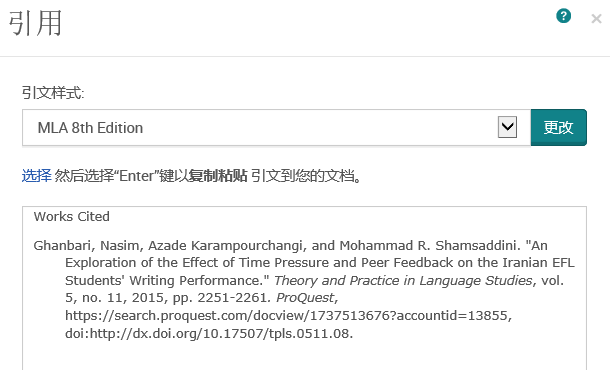 引用
?
×
引文样式:
MLA 8th Edition
更改
选择 然后选择“Enter”键以复制粘贴 引文到您的文档。
Works Cited
Ghanbari, Nasim, Azade Karampourchangi, and Mohammad R. Shamsaddini. "An
Exploration of the Effect of Time Pressure and Peer Feedback on the Iranian EFL
Students' Writing Performance." Theory and Practice in Language Studies, vol.
5, no. 11, 2015, pp. 2251-2261. ProQuest,
https://search.proquest.com/docview/1737513676?accountid=13855,
doi:http://dx.doi.org/10.17507/tpls.0511.08.